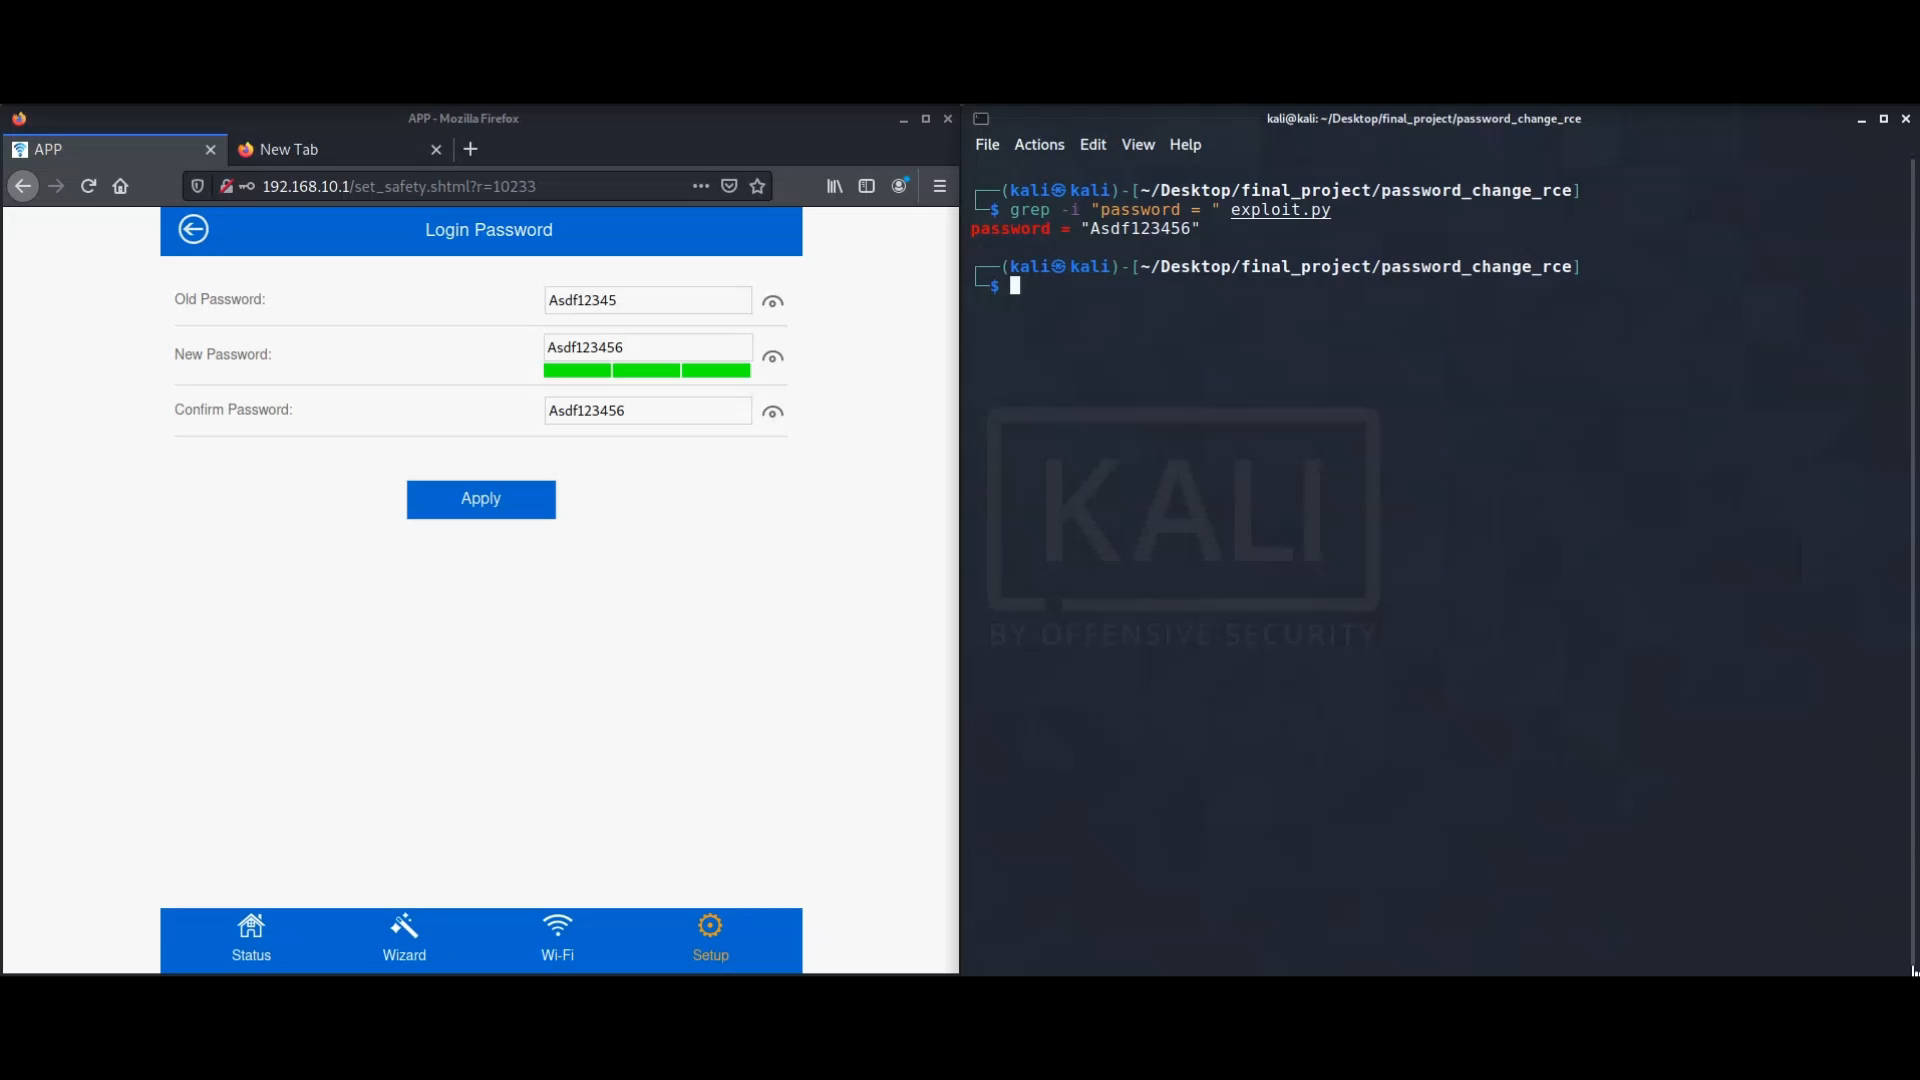 APP - Mozilla Firefox
APP
New Tab
192.168.10.1/set_safety.shtml?r=10233
Login Password
Old Password:
Asdf12345
New Password:
Asdf123456
Confirm Password:
Asdf123456
Apply
Status
Wizard
Wi-Fi
Setup
kali@kali: ~/Desktop/final_project/password_change_rce
File Actions Edit View Help
(kali㉿kali)-[~/Desktop/final_project/password_change_rce]
$ grep -i "password = " exploit.py
password = "Asdf123456"
(kali㉿kali)-[~/Desktop/final_project/password_change_rce]
$
KALI
BY OFFENSIVE SECURITY